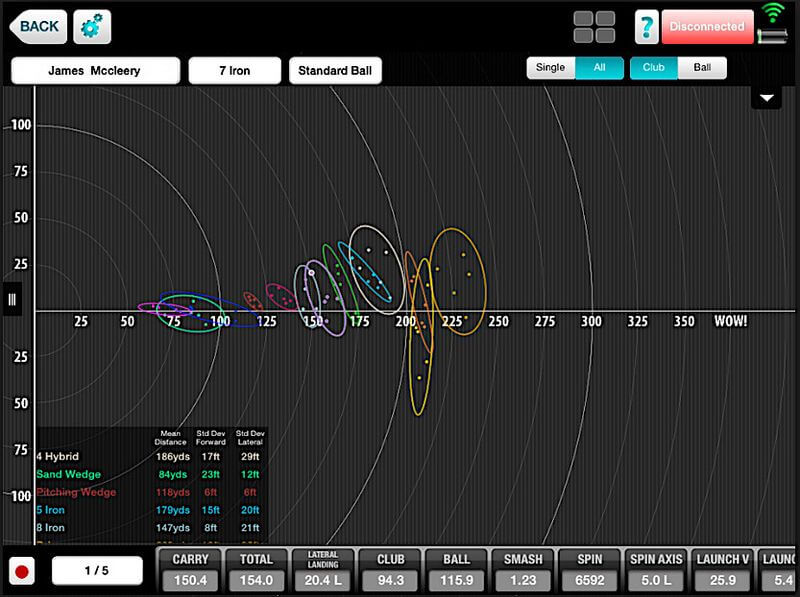 BACK
?
Disconnected
James Mccleery
7 Iron
Standard Ball
Single
All
Club
Ball
100
75
50
25
25 50 75 100 125 150 175 200 225 250 275 300 325 350 WOW!
25
50
75
100
Mean Distance Std Dev Forward Std Dev Lateral
4 Hybrid 186yds 17ft 29ft
Sand Wedge 84yds 23ft 12ft
Pitching Wedge 118yds 6ft 6ft
5 Iron 179yds 15ft 20ft
8 Iron 147yds 8ft 21ft
1 / 5
CARRY 150.4
TOTAL 154.0
LATERAL LANDING 20.4 L
CLUB 94.3
BALL 115.9
SMASH 1.23
SPIN 6592
SPIN AXIS 5.0 L
LAUNCH V 25.9
LAUNC 5.4